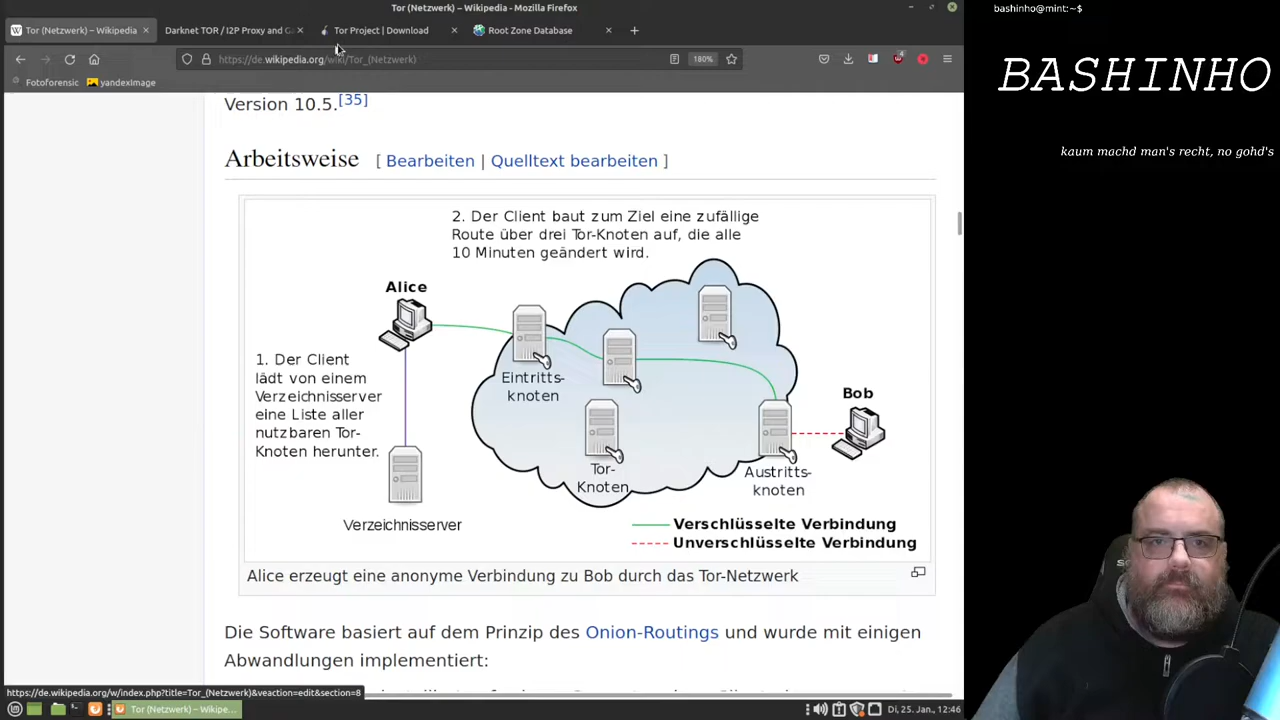 Tor (Netzwerk) – Wikipedia - Mozilla Firefox
bashinho@mint:~$
Tor (Netzwerk) – Wikipedia
Darknet TOR / I2P Proxy and G
Tor Project | Download
Root Zone Database
https://de.wikipedia.org/wiki/Tor_(Netzwerk)
180%
4
Fotoforensic
yandexImage
BASHINHO
kaum machd man's recht, no gohd's
Version 10.5.[35]
Arbeitsweise [ Bearbeiten | Quelltext bearbeiten ]
2. Der Client baut zum Ziel eine zufällige
Route über drei Tor-Knoten auf, die alle
10 Minuten geändert wird.
Alice
1. Der Client
lädt von einem
Verzeichnisserver
eine Liste aller
nutzbaren Tor-
Knoten herunter.
Eintritts-
knoten
Bob
Tor-
Knoten
Austritts-
knoten
Verzeichnisserver
Verschlüsselte Verbindung
Unverschlüsselte Verbindung
Alice erzeugt eine anonyme Verbindung zu Bob durch das Tor-Netzwerk
Die Software basiert auf dem Prinzip des Onion-Routings und wurde mit einigen
Abwandlungen implementiert:
https://de.wikipedia.org/w/index.php?title=Tor_(Netzwerk)&veaction=edit&section=8
Tor (Netzwerk) – Wikipe...
Di, 25. Jan., 12:46